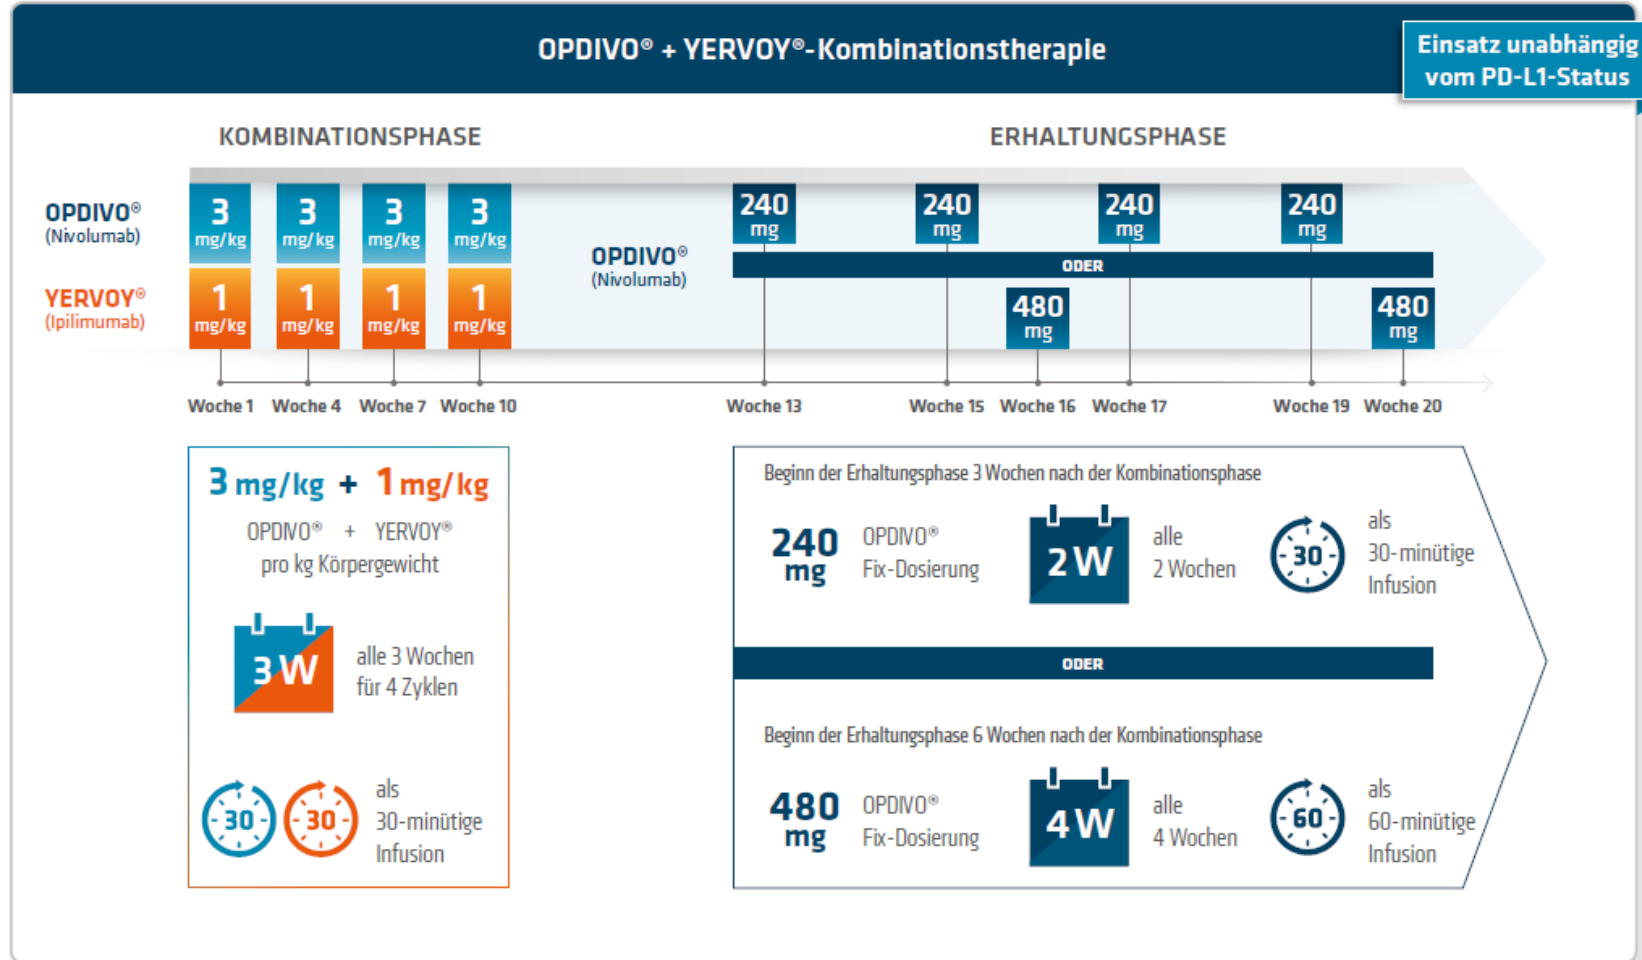 OPDIVO® + YERVOY®-Kombinationstherapie
Einsatz unabhängig
vom PD-L1-Status
KOMBINATIONSPHASE
ERHALTUNGSPHASE
OPDIVO®
(Nivolumab)
3
mg/kg
3
mg/kg
3
mg/kg
3
mg/kg
YERVOY®
(Ipilimumab)
1
mg/kg
1
mg/kg
1
mg/kg
1
mg/kg
OPDIVO®
(Nivolumab)
240
mg
240
mg
240
mg
240
mg
ODER
480
mg
480
mg
Woche 1
Woche 4
Woche 7
Woche 10
Woche 13
Woche 15
Woche 16
Woche 17
Woche 19
Woche 20
3 mg/kg + 1 mg/kg
OPDIVO® + YERVOY®
pro kg Körpergewicht
3 W
alle 3 Wochen
für 4 Zyklen
30
30
als
30-minütige
Infusion
Beginn der Erhaltungsphase 3 Wochen nach der Kombinationsphase
240
mg
OPDIVO®
Fix-Dosierung
2 W
alle
2 Wochen
30
als
30-minütige
Infusion
ODER
Beginn der Erhaltungsphase 6 Wochen nach der Kombinationsphase
480
mg
OPDIVO®
Fix-Dosierung
4 W
alle
4 Wochen
60
als
60-minütige
Infusion